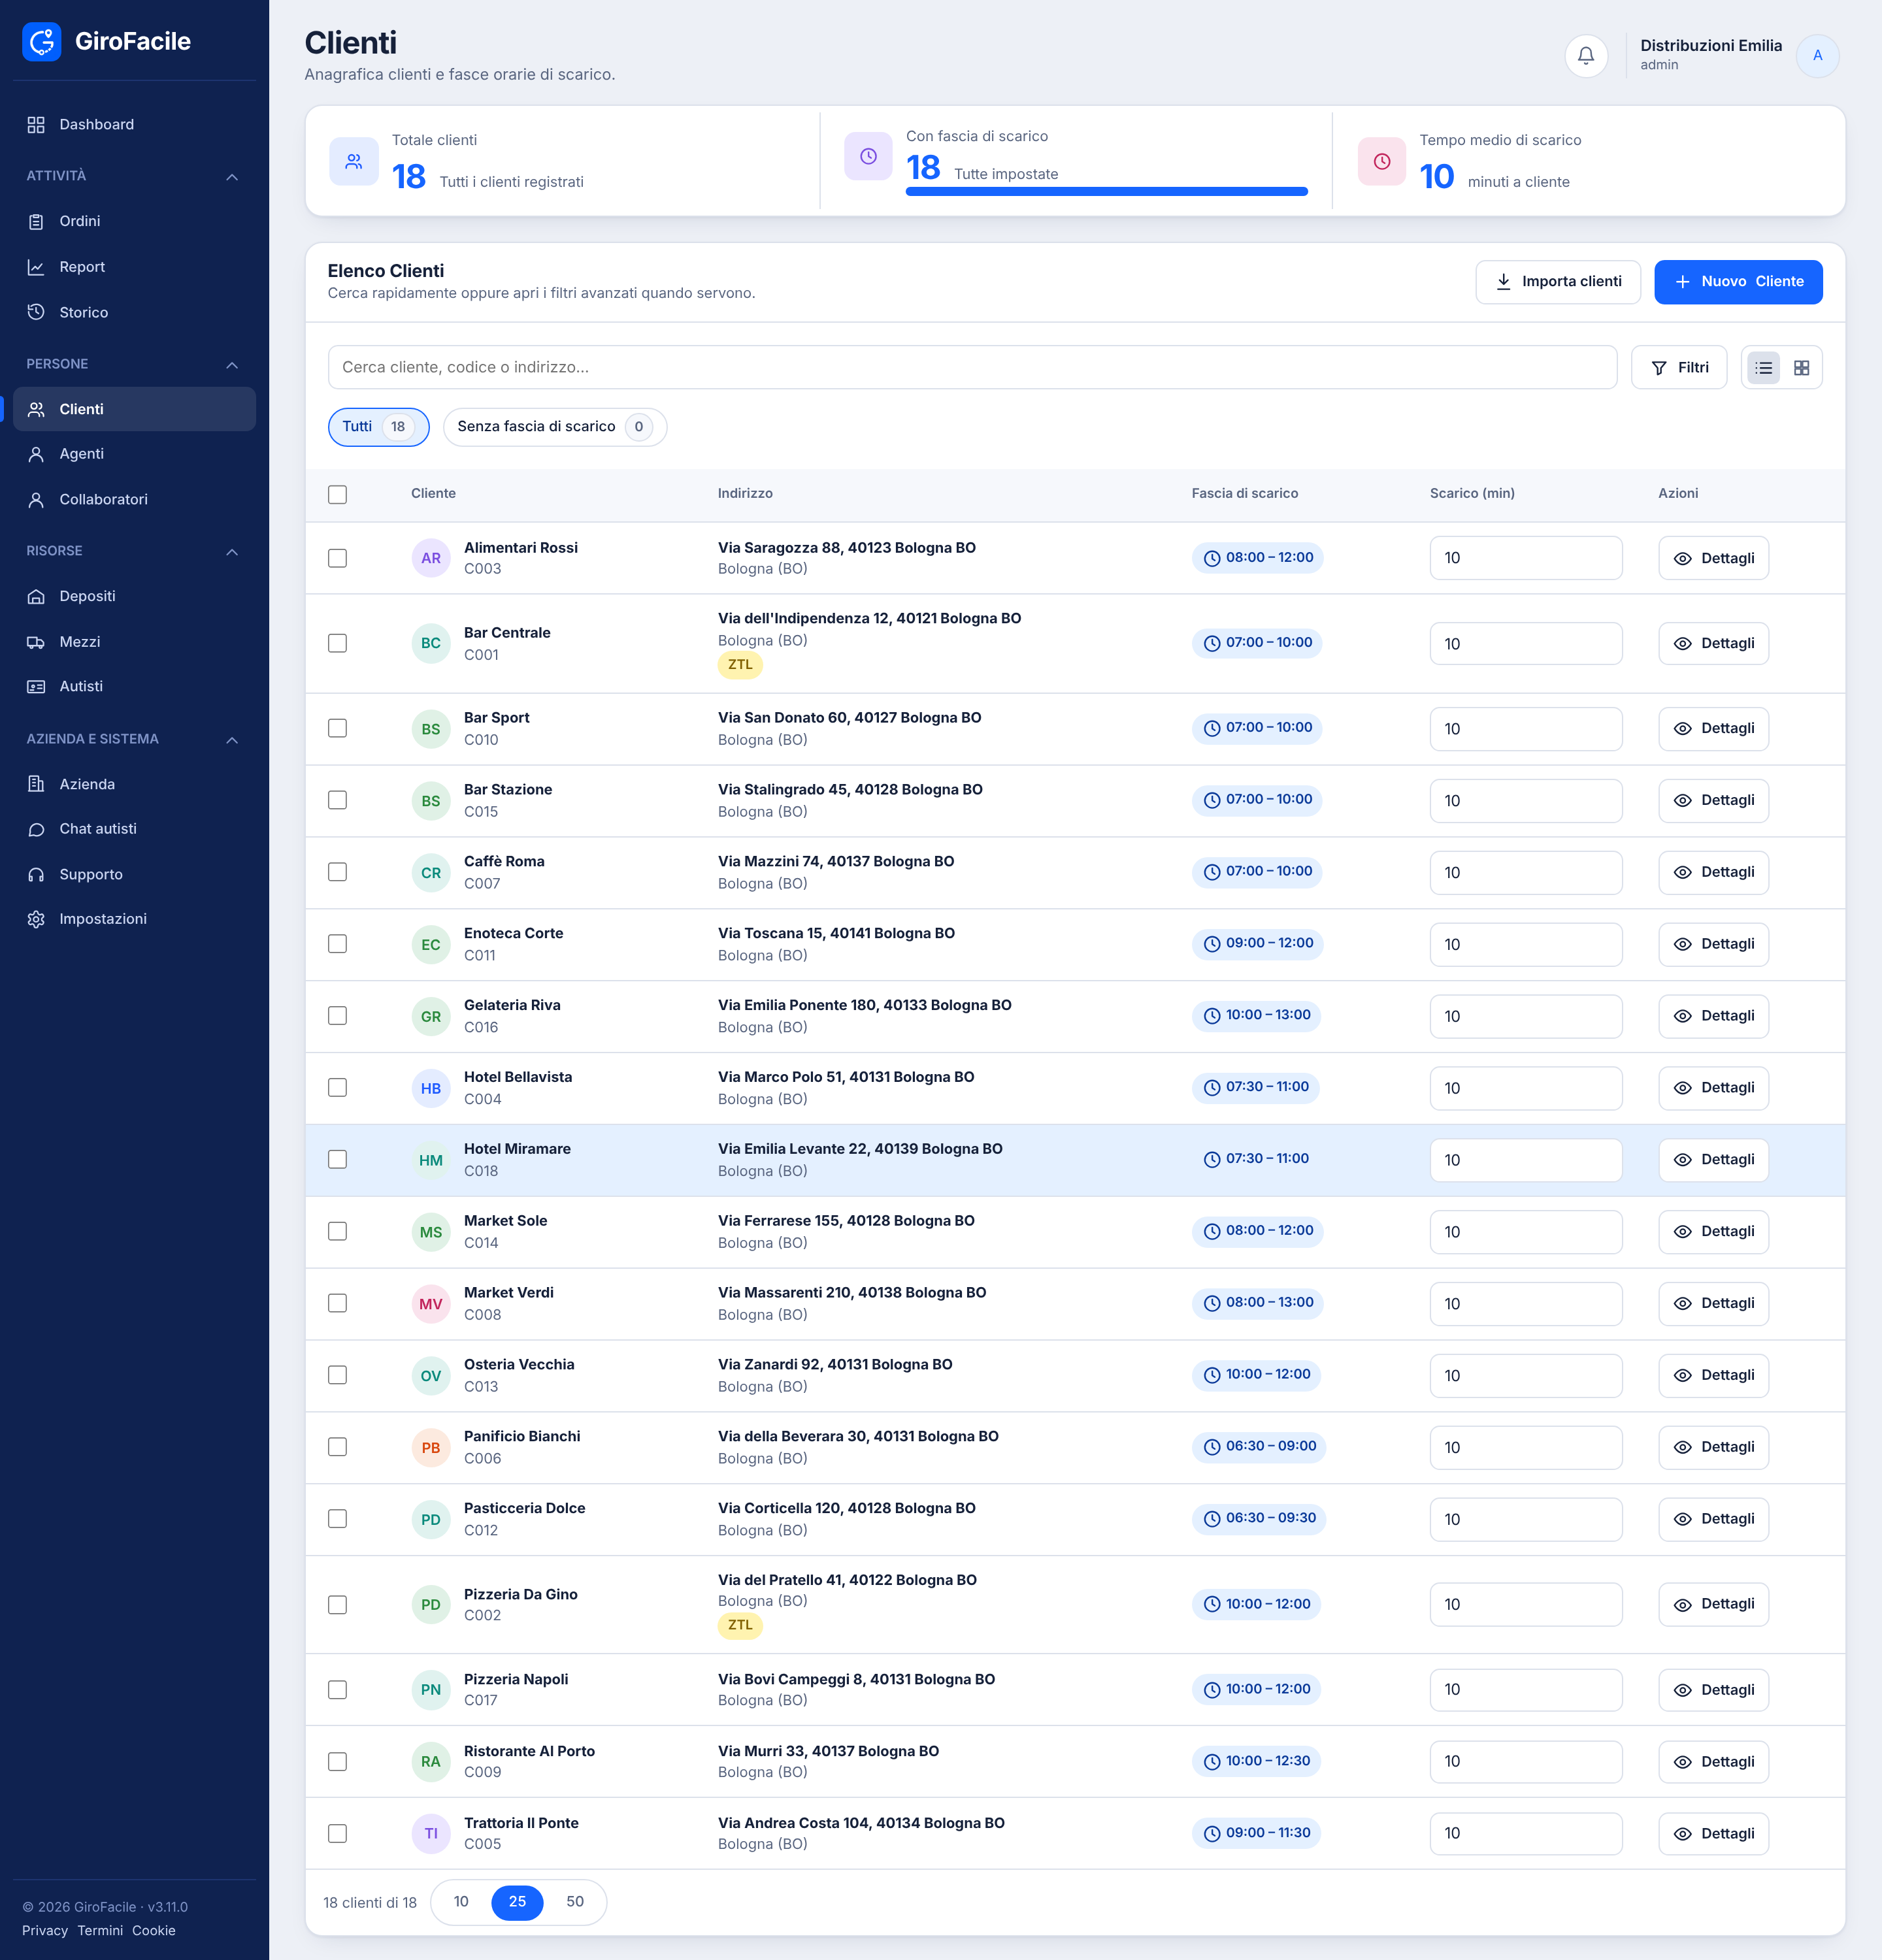 GiroFacile
Dashboard
ATTIVITÀ
Ordini
Report
Storico
PERSONE
Clienti
Agenti
Collaboratori
RISORSE
Depositi
Mezzi
Autisti
AZIENDA E SISTEMA
Azienda
Chat autisti
Supporto
Impostazioni
© 2026 GiroFacile · v3.11.0
Privacy Termini Cookie
Clienti
Anagrafica clienti e fasce orarie di scarico.
Distribuzioni Emilia
admin
A
Totale clienti
18 Tutti i clienti registrati
Con fascia di scarico
18 Tutte impostate
Tempo medio di scarico
10 minuti a cliente
Elenco Clienti
Cerca rapidamente oppure apri i filtri avanzati quando servono.
Importa clienti
Nuovo Cliente
Cerca cliente, codice o indirizzo...
Filtri
Tutti 18
Senza fascia di scarico 0
Cliente Indirizzo Fascia di scarico Scarico (min) Azioni
AR Alimentari Rossi Via Saragozza 88, 40123 Bologna BO 08:00 – 12:00 10 Dettagli
C003 Bologna (BO)
BC Bar Centrale Via dell'Indipendenza 12, 40121 Bologna BO 07:00 – 10:00 10 Dettagli
C001 Bologna (BO)
ZTL
BS Bar Sport Via San Donato 60, 40127 Bologna BO 07:00 – 10:00 10 Dettagli
C010 Bologna (BO)
BS Bar Stazione Via Stalingrado 45, 40128 Bologna BO 07:00 – 10:00 10 Dettagli
C015 Bologna (BO)
CR Caffè Roma Via Mazzini 74, 40137 Bologna BO 07:00 – 10:00 10 Dettagli
C007 Bologna (BO)
EC Enoteca Corte Via Toscana 15, 40141 Bologna BO 09:00 – 12:00 10 Dettagli
C011 Bologna (BO)
GR Gelateria Riva Via Emilia Ponente 180, 40133 Bologna BO 10:00 – 13:00 10 Dettagli
C016 Bologna (BO)
HB Hotel Bellavista Via Marco Polo 51, 40131 Bologna BO 07:30 – 11:00 10 Dettagli
C004 Bologna (BO)
HM Hotel Miramare Via Emilia Levante 22, 40139 Bologna BO 07:30 – 11:00 10 Dettagli
C018 Bologna (BO)
MS Market Sole Via Ferrarese 155, 40128 Bologna BO 08:00 – 12:00 10 Dettagli
C014 Bologna (BO)
MV Market Verdi Via Massarenti 210, 40138 Bologna BO 08:00 – 13:00 10 Dettagli
C008 Bologna (BO)
OV Osteria Vecchia Via Zanardi 92, 40131 Bologna BO 10:00 – 12:00 10 Dettagli
C013 Bologna (BO)
PB Panificio Bianchi Via della Beverara 30, 40131 Bologna BO 06:30 – 09:00 10 Dettagli
C006 Bologna (BO)
PD Pasticceria Dolce Via Corticella 120, 40128 Bologna BO 06:30 – 09:30 10 Dettagli
C012 Bologna (BO)
PD Pizzeria Da Gino Via del Pratello 41, 40122 Bologna BO 10:00 – 12:00 10 Dettagli
C002 Bologna (BO)
ZTL
PN Pizzeria Napoli Via Bovi Campeggi 8, 40131 Bologna BO 10:00 – 12:00 10 Dettagli
C017 Bologna (BO)
RA Ristorante Al Porto Via Murri 33, 40137 Bologna BO 10:00 – 12:30 10 Dettagli
C009 Bologna (BO)
TI Trattoria Il Ponte Via Andrea Costa 104, 40134 Bologna BO 09:00 – 11:30 10 Dettagli
C005 Bologna (BO)
18 clienti di 18 10 25 50